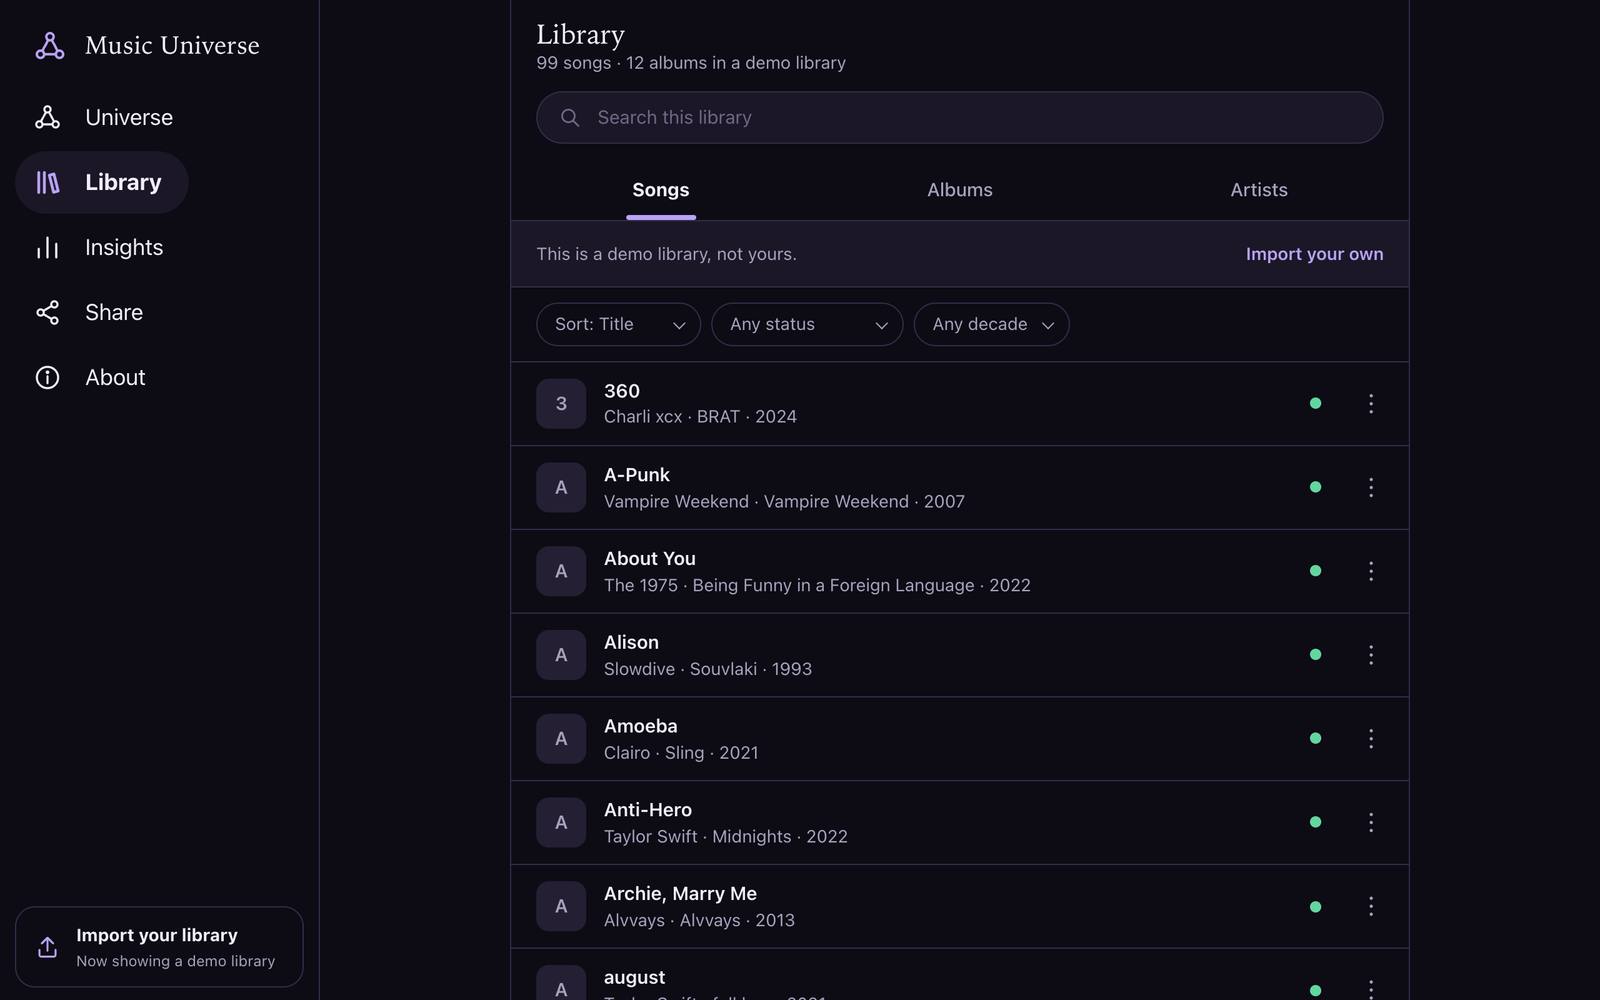 Music Universe
Universe
Library
Insights
Share
About
Import your library
Now showing a demo library
Library
99 songs · 12 albums in a demo library
Search this library
Songs
Albums
Artists
This is a demo library, not yours.
Import your own
Sort: Title
Any status
Any decade
3
360
Charli xcx · BRAT · 2024
A
A-Punk
Vampire Weekend · Vampire Weekend · 2007
A
About You
The 1975 · Being Funny in a Foreign Language · 2022
A
Alison
Slowdive · Souvlaki · 1993
A
Amoeba
Clairo · Sling · 2021
A
Anti-Hero
Taylor Swift · Midnights · 2022
A
Archie, Marry Me
Alvvays · Alvvays · 2013
A
august